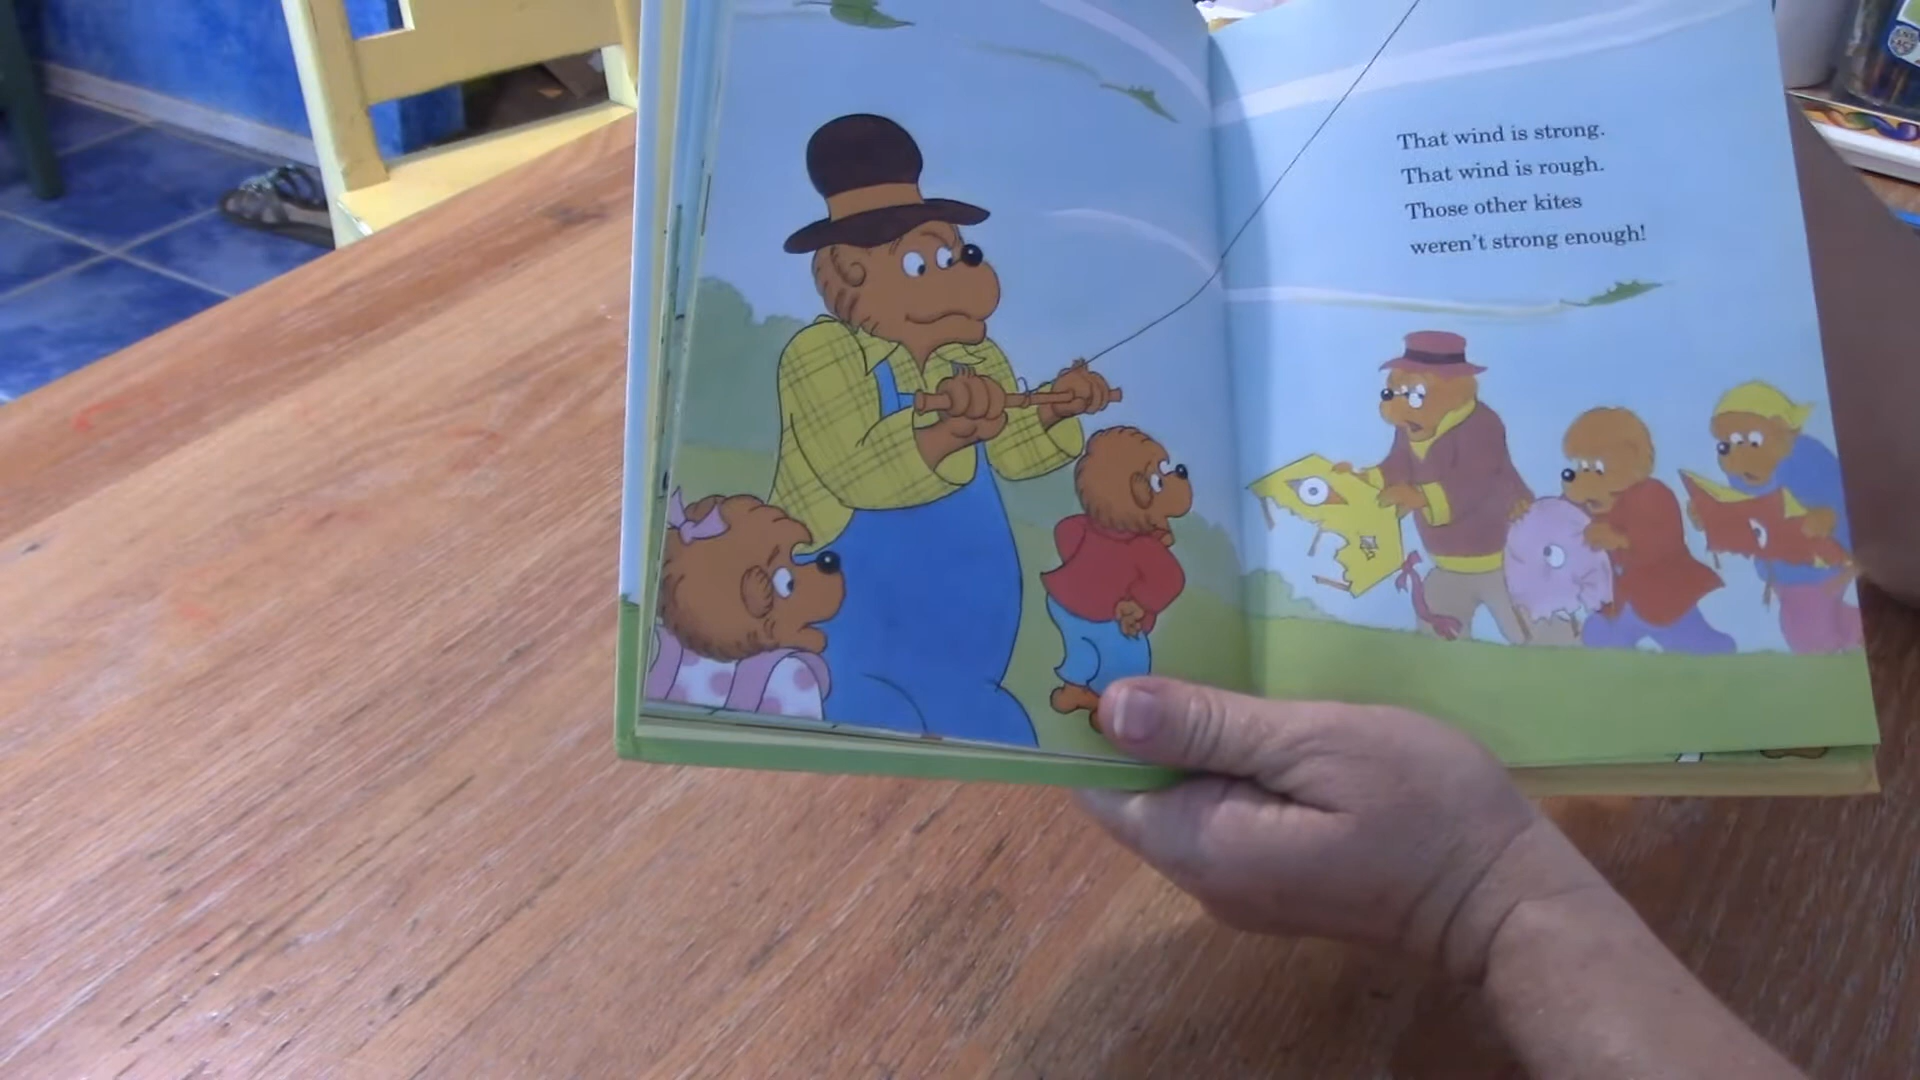 That wind is strong.
That wind is rough.
Those other kites
weren't strong enough!